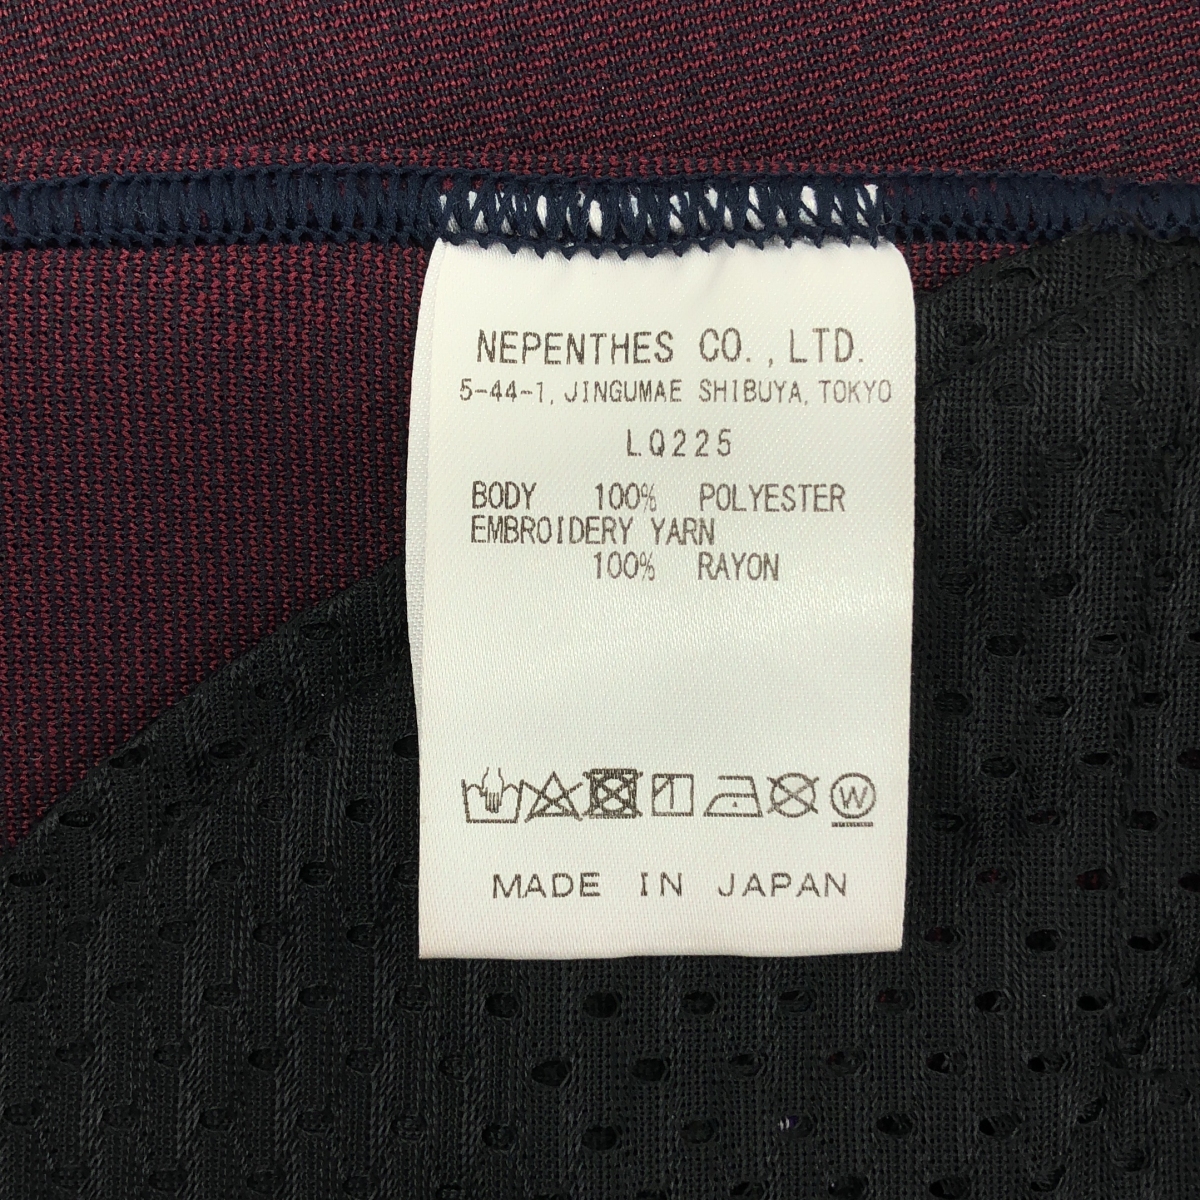 NEPENTHES CO., LTD.
5-44-1, JINGUMAE SHIBUYA, TOKYO
LQ225
BODY 100% POLYESTER
EMBROIDERY YARN
100% RAYON
W
MADE IN JAPAN